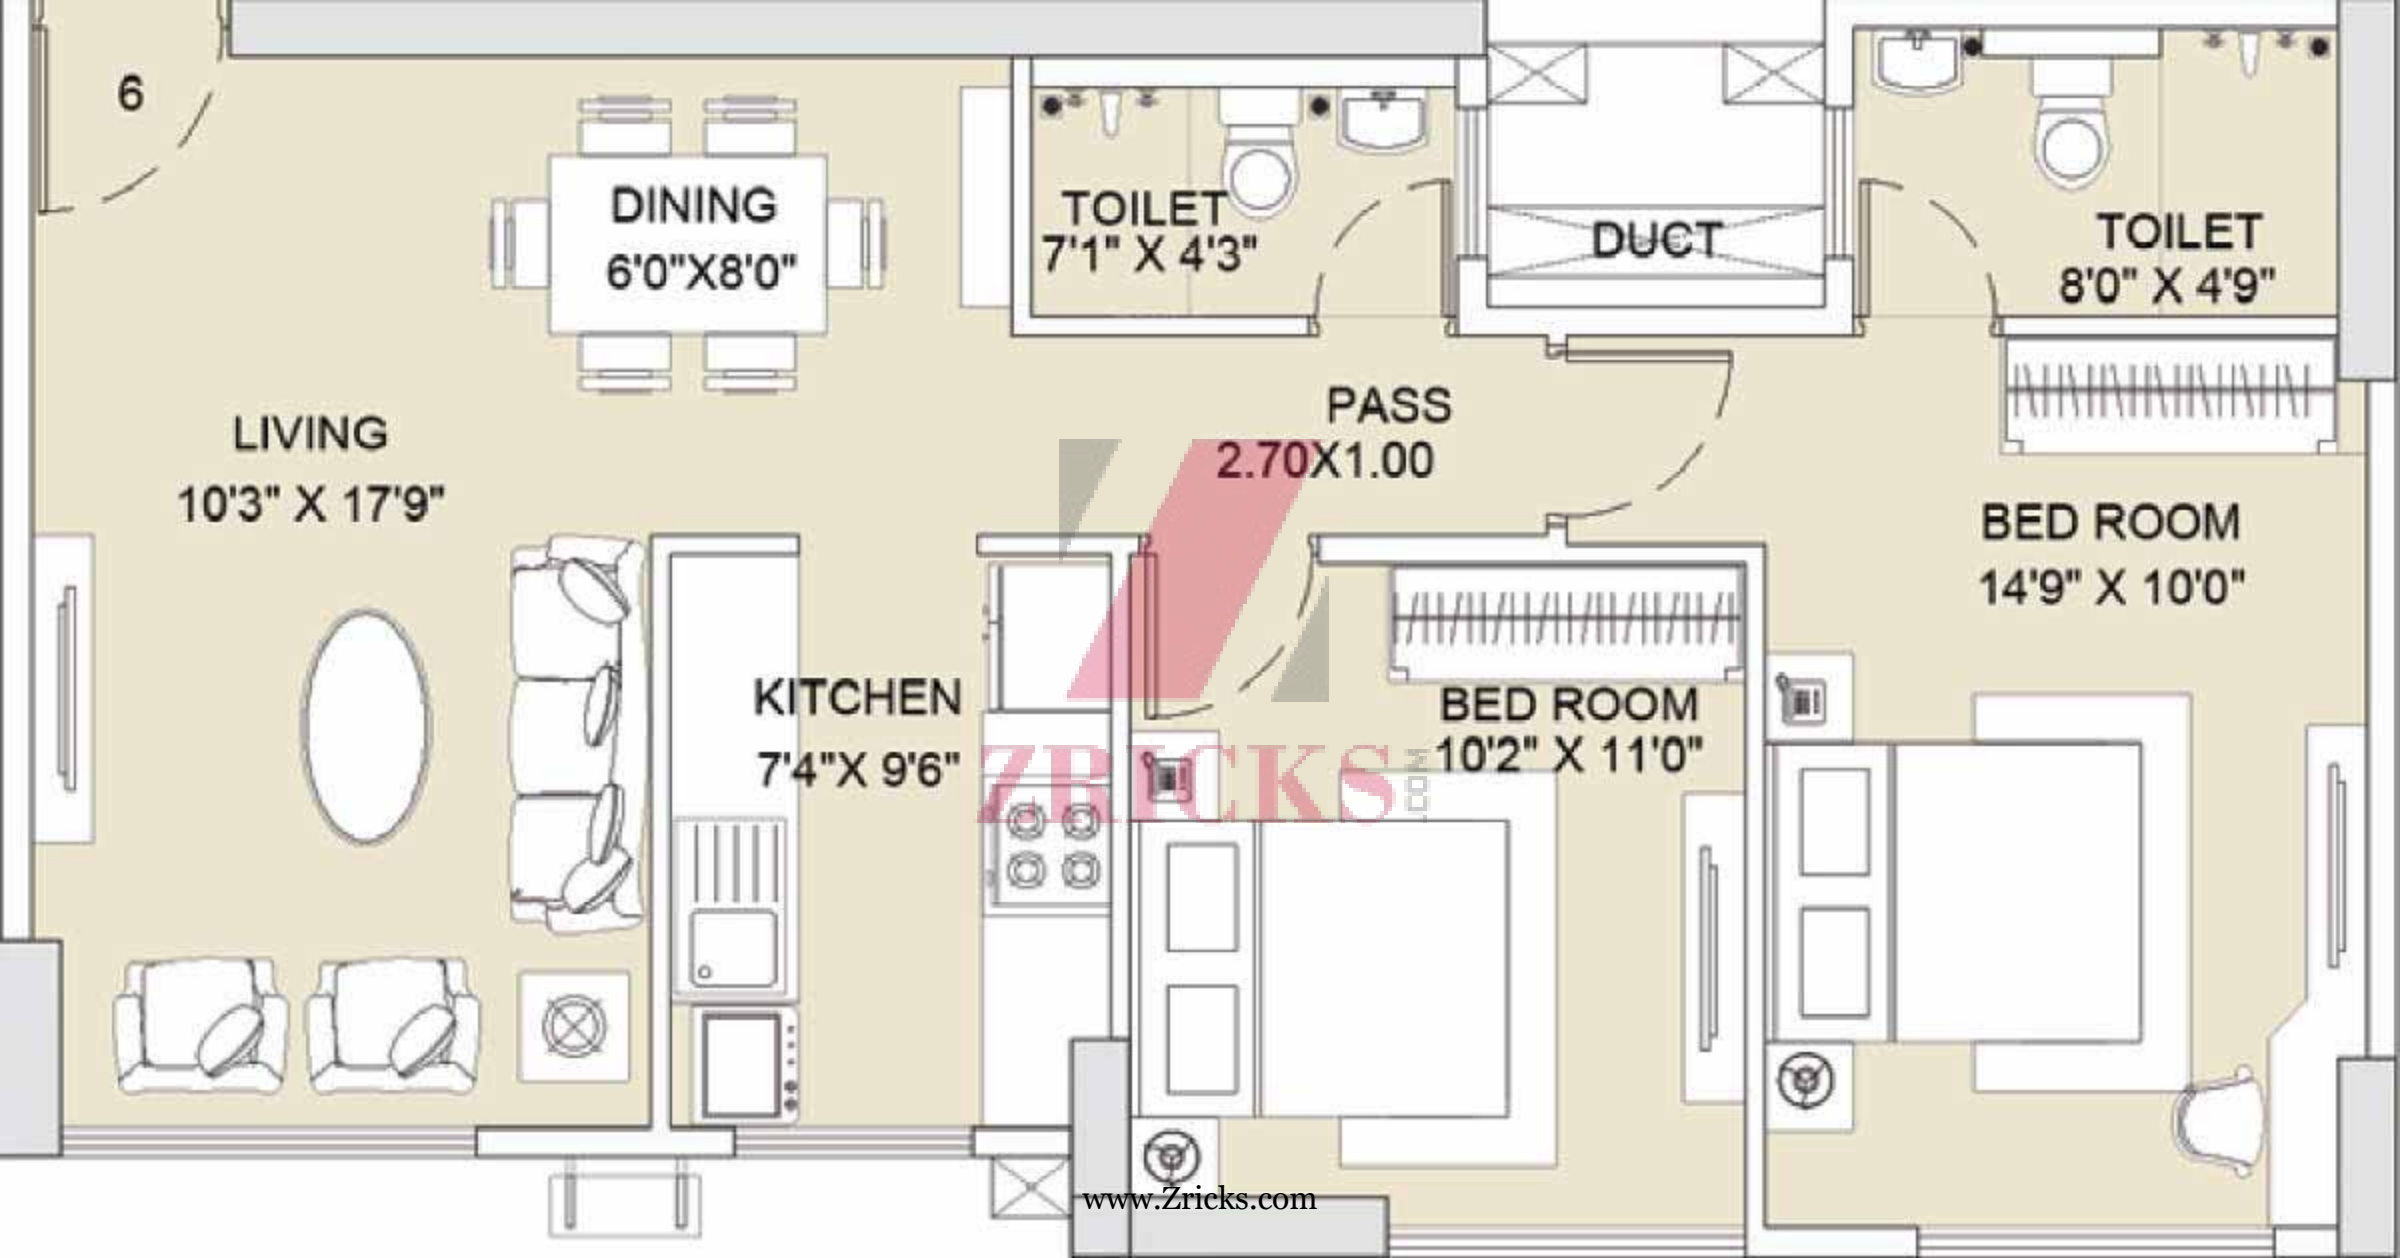 6
DINING
6'0"X8'0"
TOILET
7'1" X 4'3"
DUCT
TOILET
8'0" X 4'9"
LIVING
10'3" X 17'9"
PASS
2.70X1.00
BED ROOM
14'9" X 10'0"
KITCHEN
7'4"X 9'6"
BED ROOM
10'2" X 11'0"
ZRICKS
.COM
www.Zricks.com